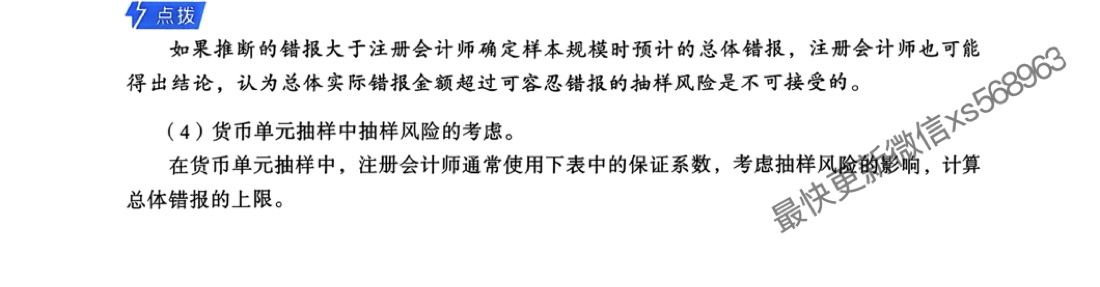 点拨
如果推断的错报大于注册会计师确定样本规模时预计的总体错报，注册会计师也可能
得出结论，认为总体实际错报金额超过可容忍错报的抽样风险是不可接受的。
（4）货币单元抽样中抽样风险的考虑。
在货币单元抽样中，注册会计师通常使用下表中的保证系数，考虑抽样风险的影响，计算
总体错报的上限。
最快更新微信xs568963